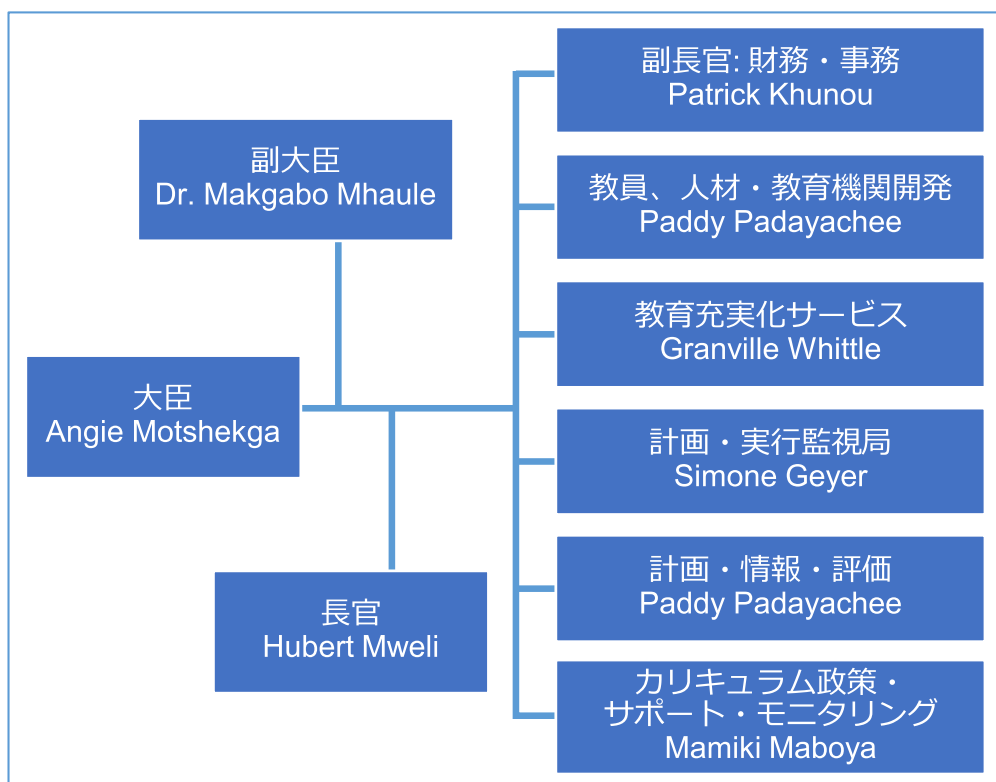 副大臣
Dr. Makgabo Mhaule
大臣
Angie Motshekga
長官
Hubert Mweli
副長官: 財務・事務
Patrick Khunou
教員、人材・教育機関開発
Paddy Padayachee
教育充実化サービス
Granville Whittle
計画・実行監視局
Simone Geyer
計画・情報・評価
Paddy Padayachee
カリキュラム政策・
サポート・モニタリング
Mamiki Maboya